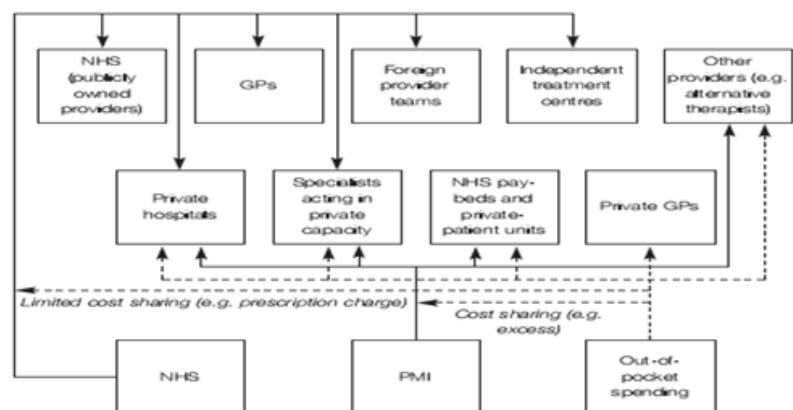 NHS
(publicly
owned
providers)
GPs
Foreign
provider
teams
Independent
treatment
centres
Other
providers (e.g.
alternative
therapists)
Private
hospitals
Specialists
acting in
private
capacity
NHS pay-
beds and
private-
patient units
Private GPs
Limited cost sharing (e.g. prescription charge)
Cost sharing (e.g.
excess)
NHS
PMI
Out-of-
pocket
spending